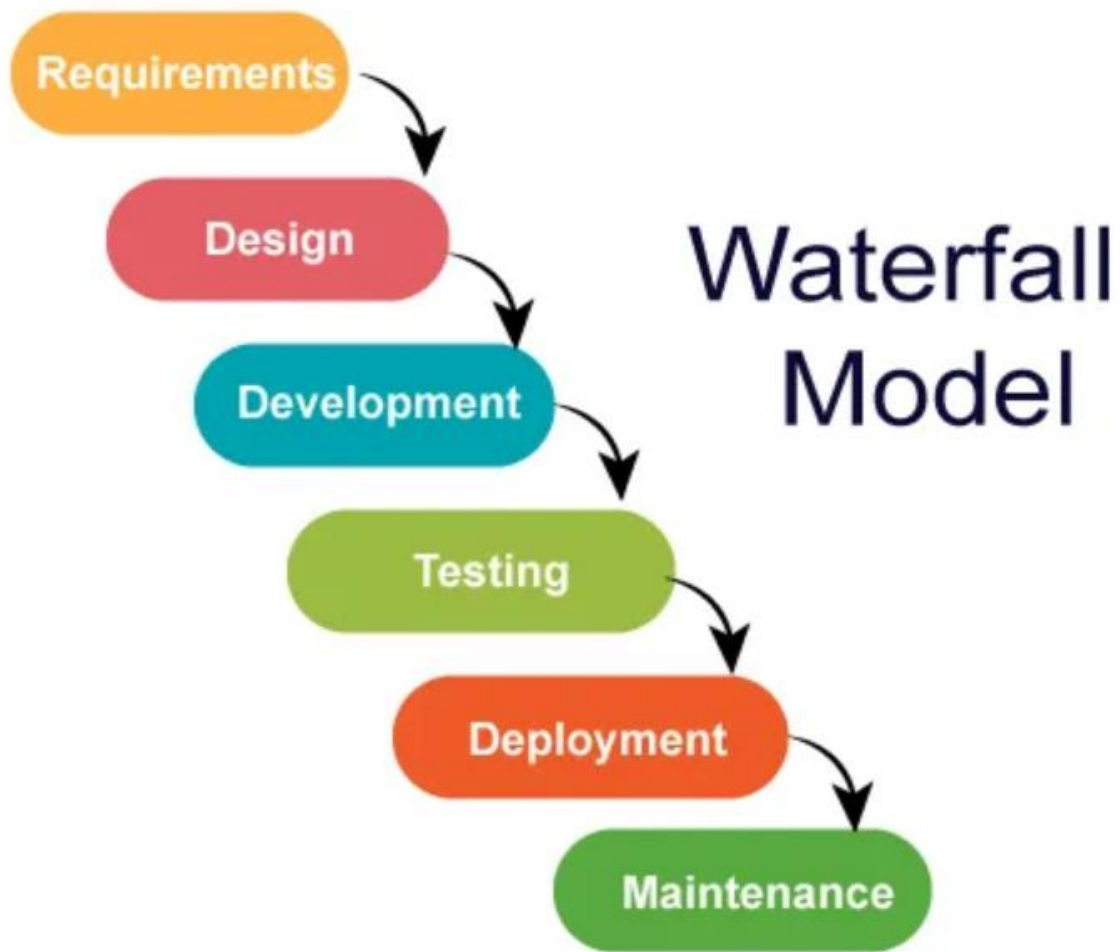 Requirements
Design
Waterfall
Model
Development
Testing
Deployment
Maintenance